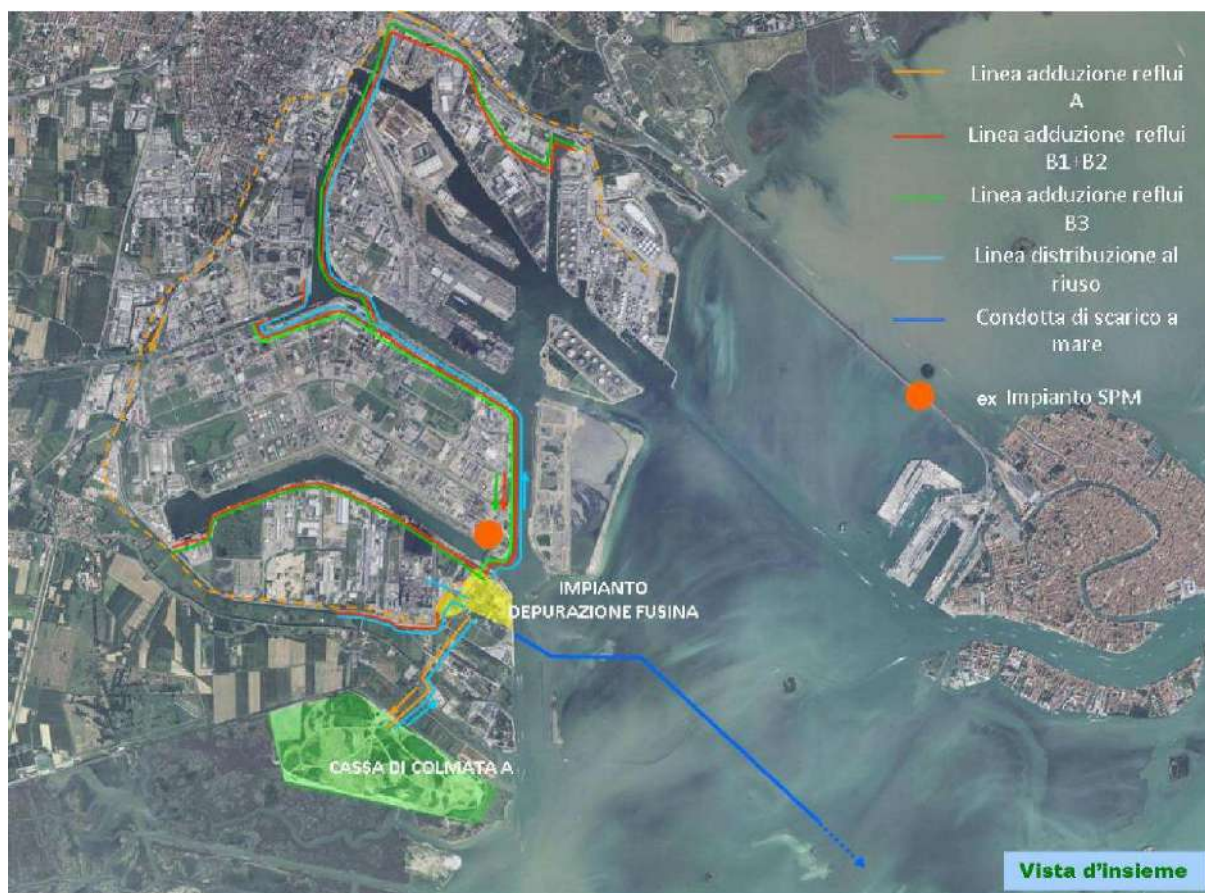 Linea adduzione reflui
A
Linea adduzione reflui
B1+B2
Linea adduzione reflui
B3
Linea distribuzione al
riuso
Condotta di scarico a
mare
ex Impianto SPM
IMPIANTO
DEPURAZIONE FUSINA
CASSA DI COLMATA A
Vista d'insieme